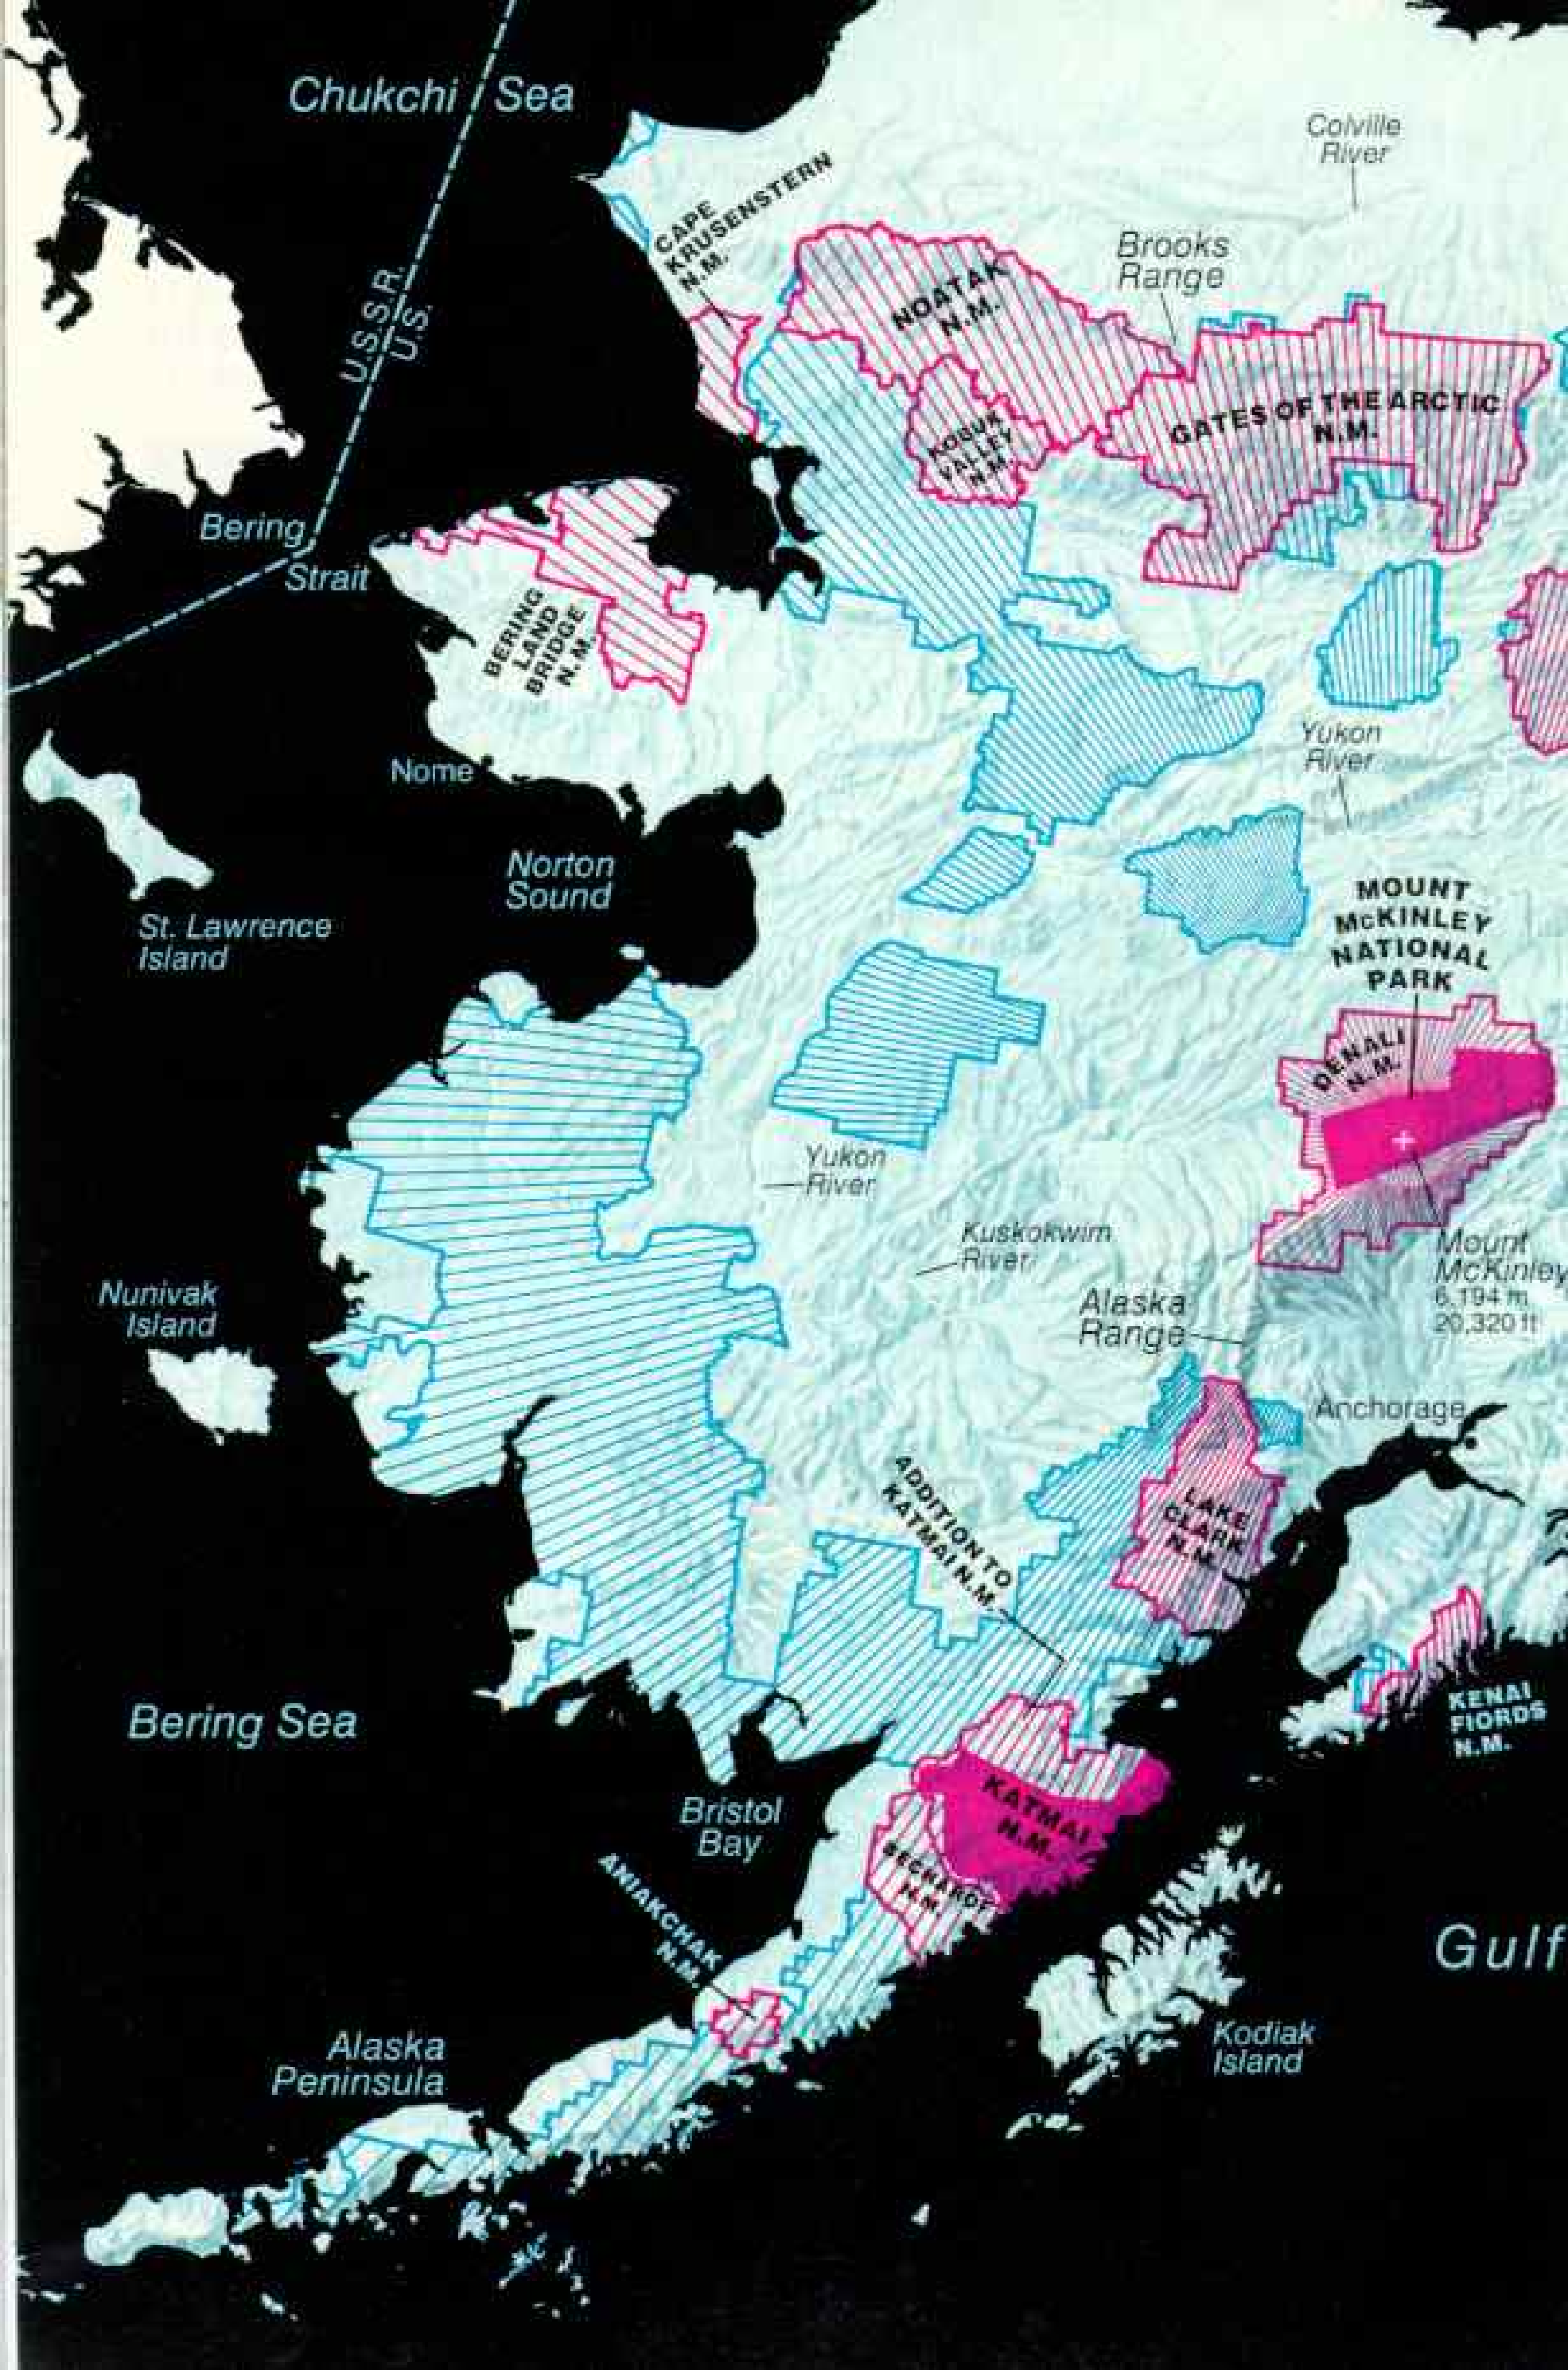 Chukchi Sea
Colville
River
CAPE
KRUSENSTERN
N.M.
Brooks
Range
NOATAK
N.M.
U.S.S.R.
U.S.
GATES OF THE ARCTIC
N.M.
KOBUK
VALLEY
N.M.
Bering
Strait
BERING
LAND
BRIDGE
N.M.
Yukon
River
Nome
Norton
Sound
MOUNT
McKINLEY
NATIONAL
PARK
St. Lawrence
Island
DENALI
N.M.
Yukon
River
Kuskokwim
River
Mount
McKinley
6,194 m
20,320 ft
Nunivak
Island
Alaska
Range
Anchorage
ADDITION TO
KATMAI N.M.
LAKE
CLARK
N.M.
Bering Sea
KENAI
FIORDS
N.M.
KATMAI
N.M.
Bristol
Bay
BECHAROF
N.M.
ANIAKCHAK
N.M.
Gulf
Kodiak
Island
Alaska
Peninsula